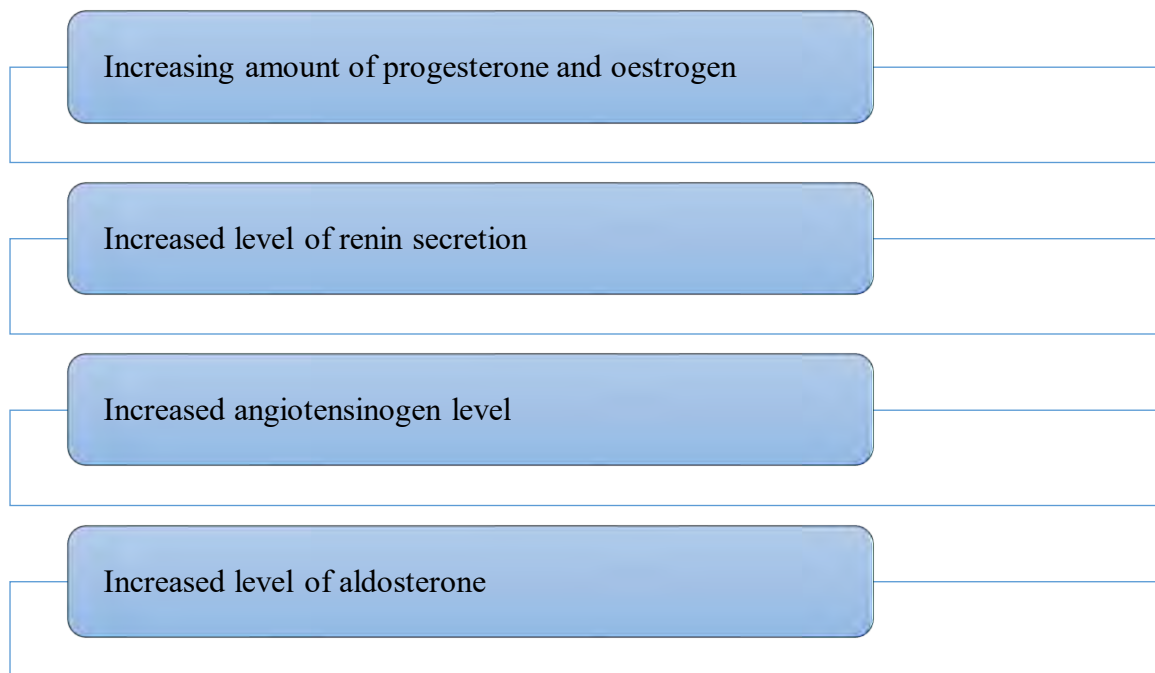 Increasing amount of progesterone and oestrogen
Increased level of renin secretion
Increased angiotensinogen level
Increased level of aldosterone